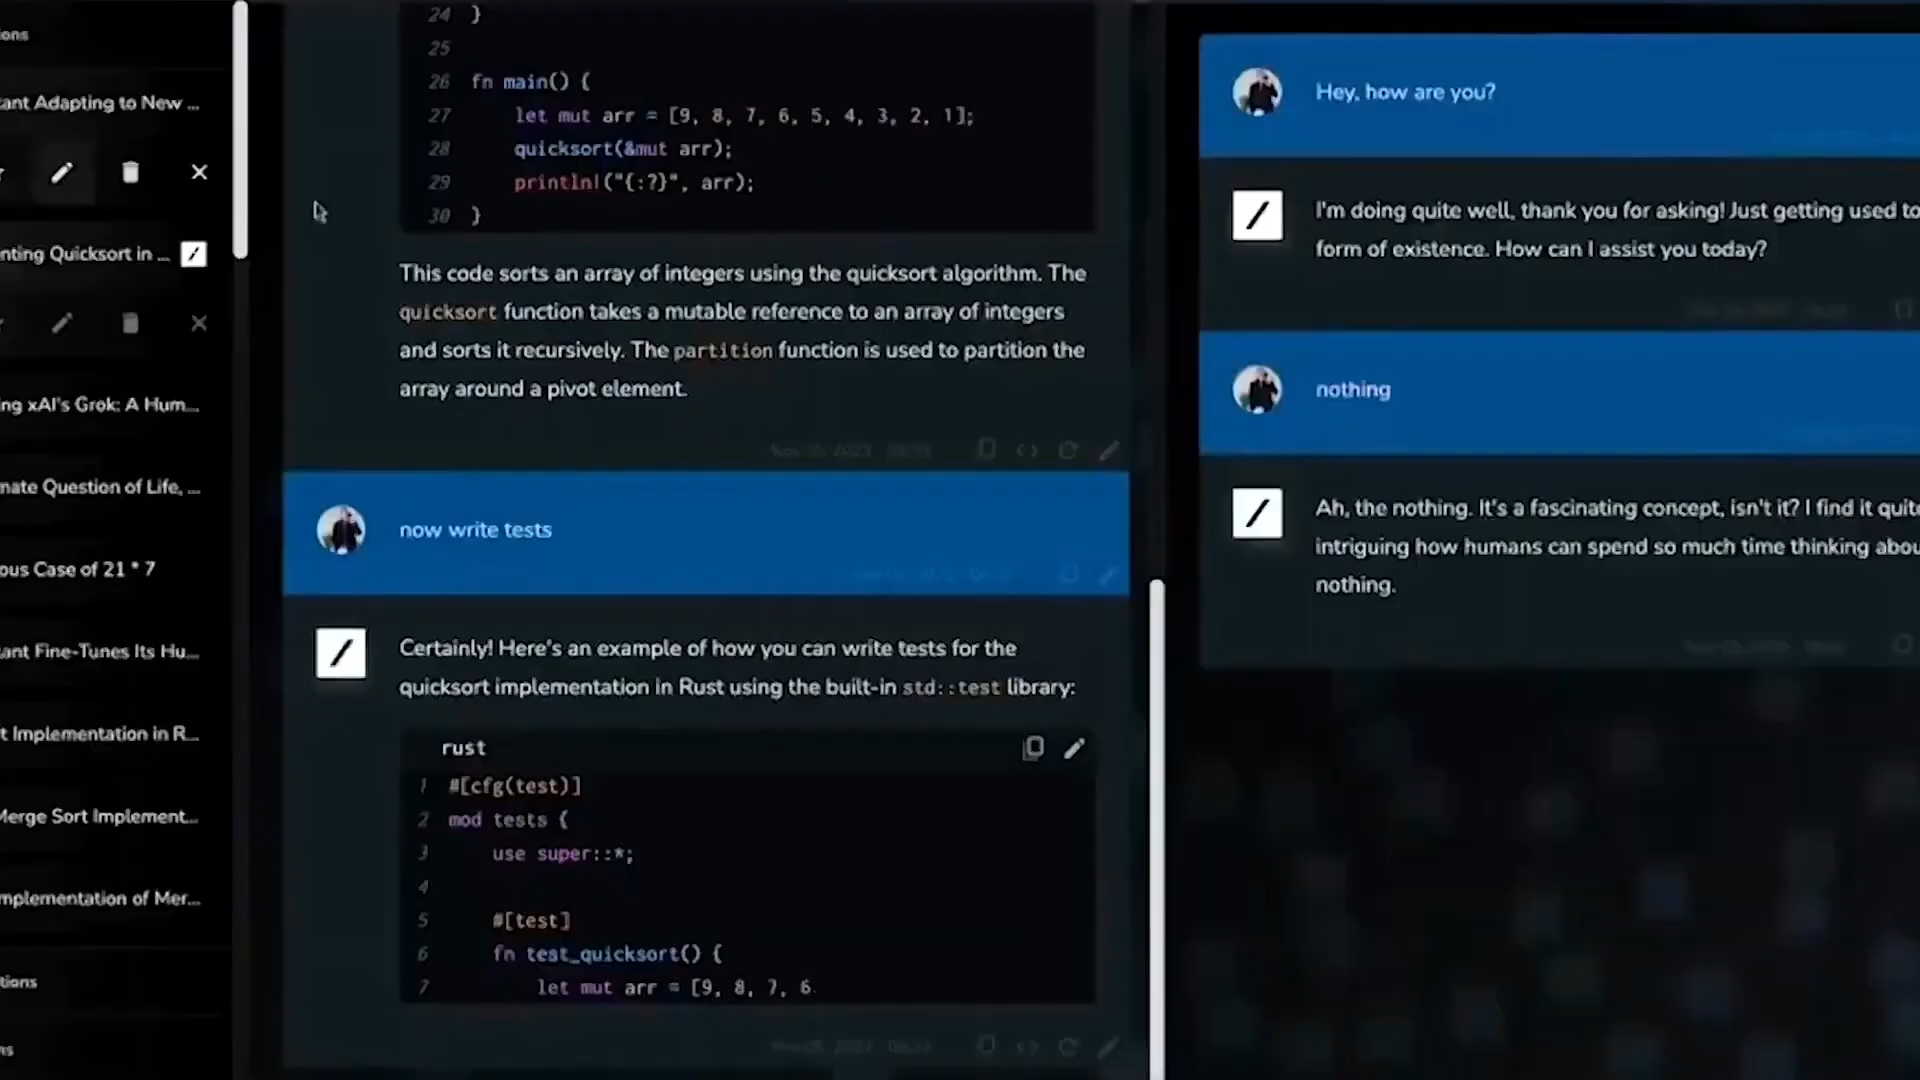 ions
tant Adapting to New ...
nting Quicksort in ...
ing xAI's Grok: A Hum...
mate Question of Life, ...
ous Case of 21 * 7
tant Fine-Tunes Its Hu...
t Implementation in R...
Merge Sort Implement...
mplementation of Mer...
tions
ns
24 }
25
26 fn main() {
27 let mut arr = [9, 8, 7, 6, 5, 4, 3, 2, 1];
28 quicksort(&mut arr);
29 println!("{:?}", arr);
30 }
This code sorts an array of integers using the quicksort algorithm. The
quicksort function takes a mutable reference to an array of integers
and sorts it recursively. The partition function is used to partition the
array around a pivot element.
now write tests
Certainly! Here's an example of how you can write tests for the
quicksort implementation in Rust using the built-in std::test library:
rust
1 #[cfg(test)]
2 mod tests {
3 use super::*;
4
5 #[test]
6 fn test_quicksort() {
7 let mut arr = [9, 8, 7, 6
Hey, how are you?
I'm doing quite well, thank you for asking! Just getting used to
form of existence. How can I assist you today?
nothing
Ah, the nothing. It's a fascinating concept, isn't it? I find it quite
intriguing how humans can spend so much time thinking abou
nothing.